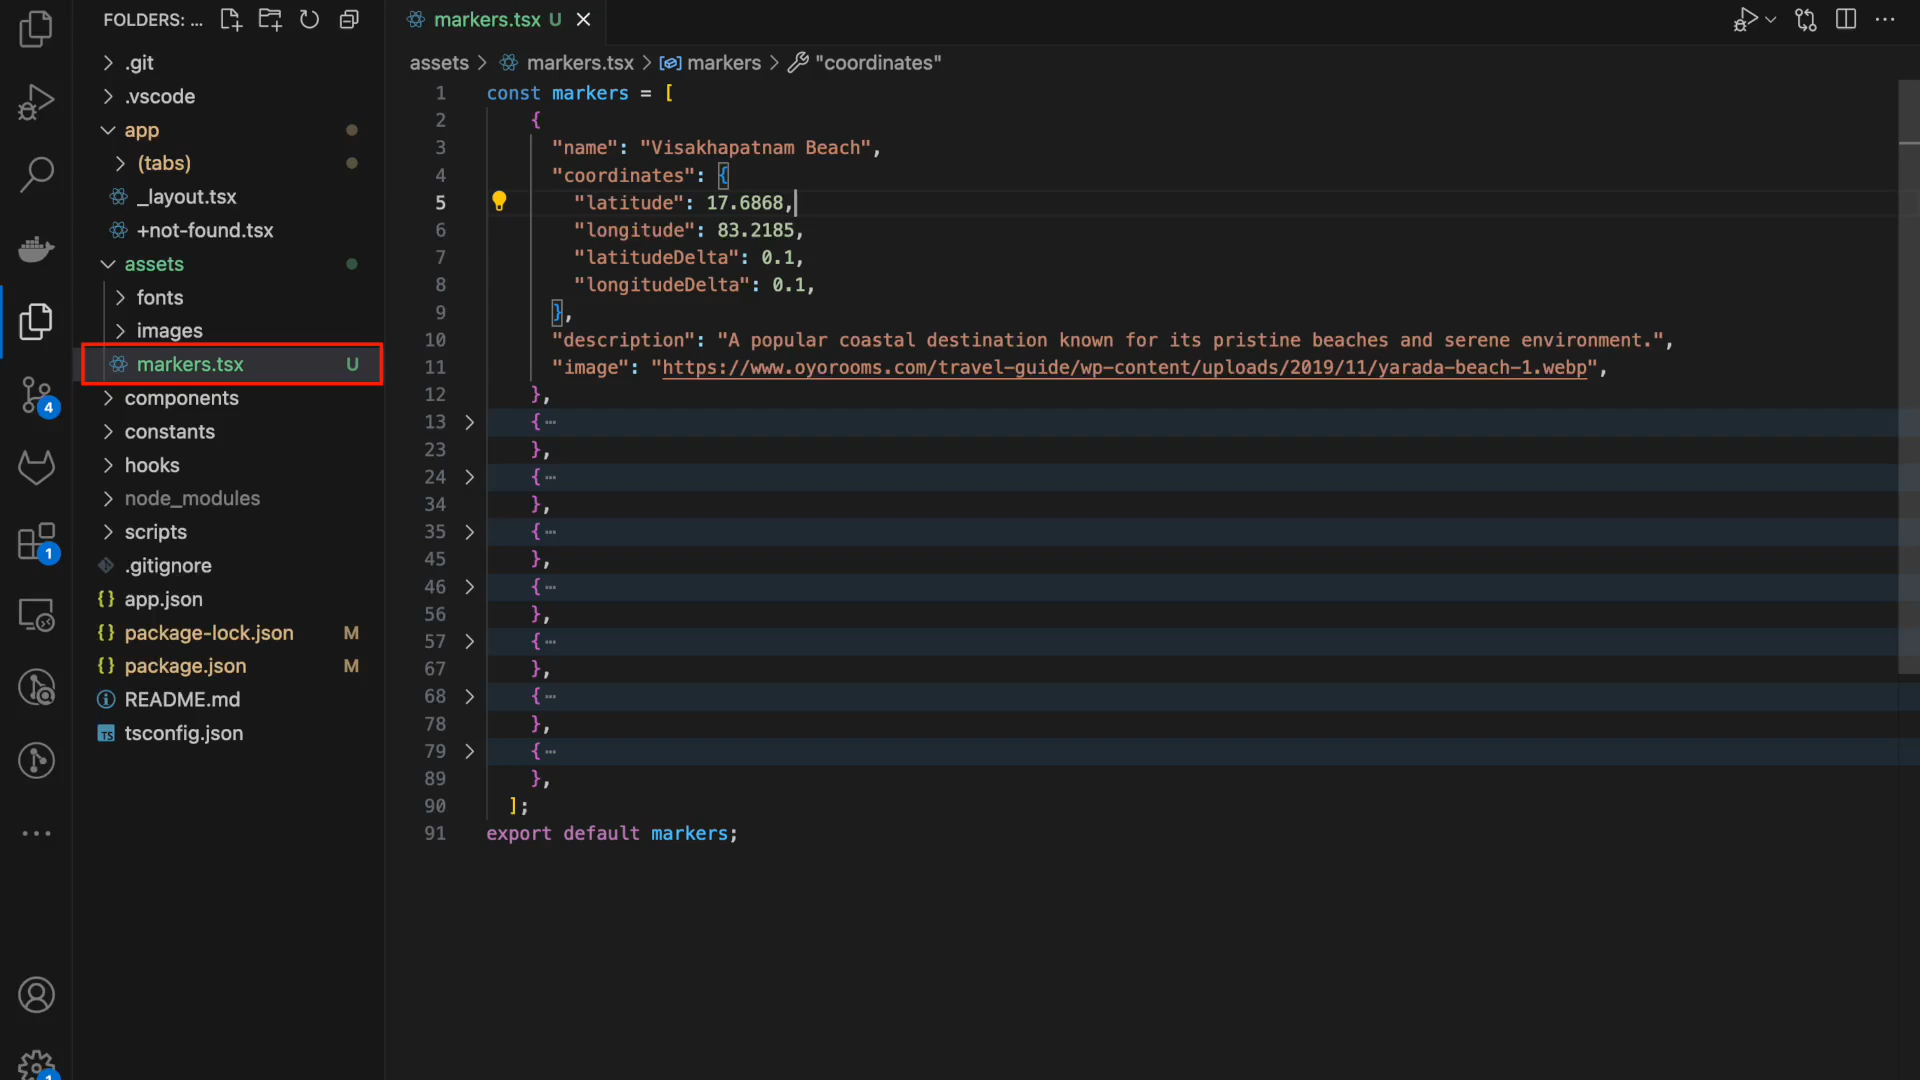 FOLDERS: ...
.git
.vscode
app
(tabs)
_layout.tsx
+not-found.tsx
assets
fonts
images
markers.tsx U
components
constants
hooks
node_modules
scripts
.gitignore
{} app.json
{} package-lock.json M
{} package.json M
README.md
TS tsconfig.json
4
1
1
markers.tsx U
assets > markers.tsx > markers > "coordinates"
1 const markers = [
2 {
3 "name": "Visakhapatnam Beach",
4 "coordinates": {
5 "latitude": 17.6868,
6 "longitude": 83.2185,
7 "latitudeDelta": 0.1,
8 "longitudeDelta": 0.1,
9 },
10 "description": "A popular coastal destination known for its pristine beaches and serene environment.",
11 "image": "https://www.oyorooms.com/travel-guide/wp-content/uploads/2019/11/yarada-beach-1.webp",
12 },
13 > {⋯
23 },
24 > {⋯
34 },
35 > {⋯
45 },
46 > {⋯
56 },
57 > {⋯
67 },
68 > {⋯
78 },
79 > {⋯
89 },
90 ];
91 export default markers;